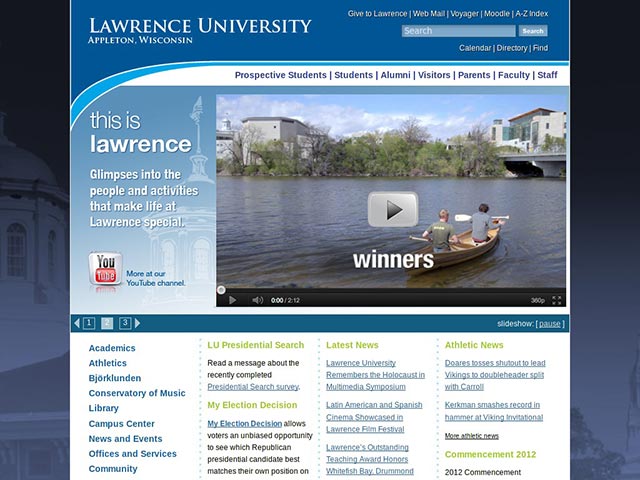 LAWRENCE UNIVERSITY
APPLETON, WISCONSIN
Give to Lawrence | Web Mail | Voyager | Moodle | A-Z Index
Search Search
Calendar | Directory | Find
Prospective Students | Students | Alumni | Visitors | Parents | Faculty | Staff
this is
lawrence
Glimpses into the
people and activities
that make life at
Lawrence special.
You
Tube
More at our
YouTube channel.
winners
0:00 / 2:12 360p
1 2 3 slideshow: [ pause ]
Academics
Athletics
Björklunden
Conservatory of Music
Library
Campus Center
News and Events
Offices and Services
Community
LU Presidential Search
Read a message about the
recently completed
Presidential Search survey.
My Election Decision
My Election Decision allows
voters an unbiased opportunity
to see which Republican
presidential candidate best
matches their own position on
Latest News
Lawrence University
Remembers the Holocaust in
Multimedia Symposium
Latin American and Spanish
Cinema Showcased in
Lawrence Film Festival
Lawrence's Outstanding
Teaching Award Honors
Whitefish Bay, Drummond
Athletic News
Doares tosses shutout to lead
Vikings to doubleheader split
with Carroll
Kerkman smashes record in
hammer at Viking Invitational
More athletic news
Commencement 2012
2012 Commencement